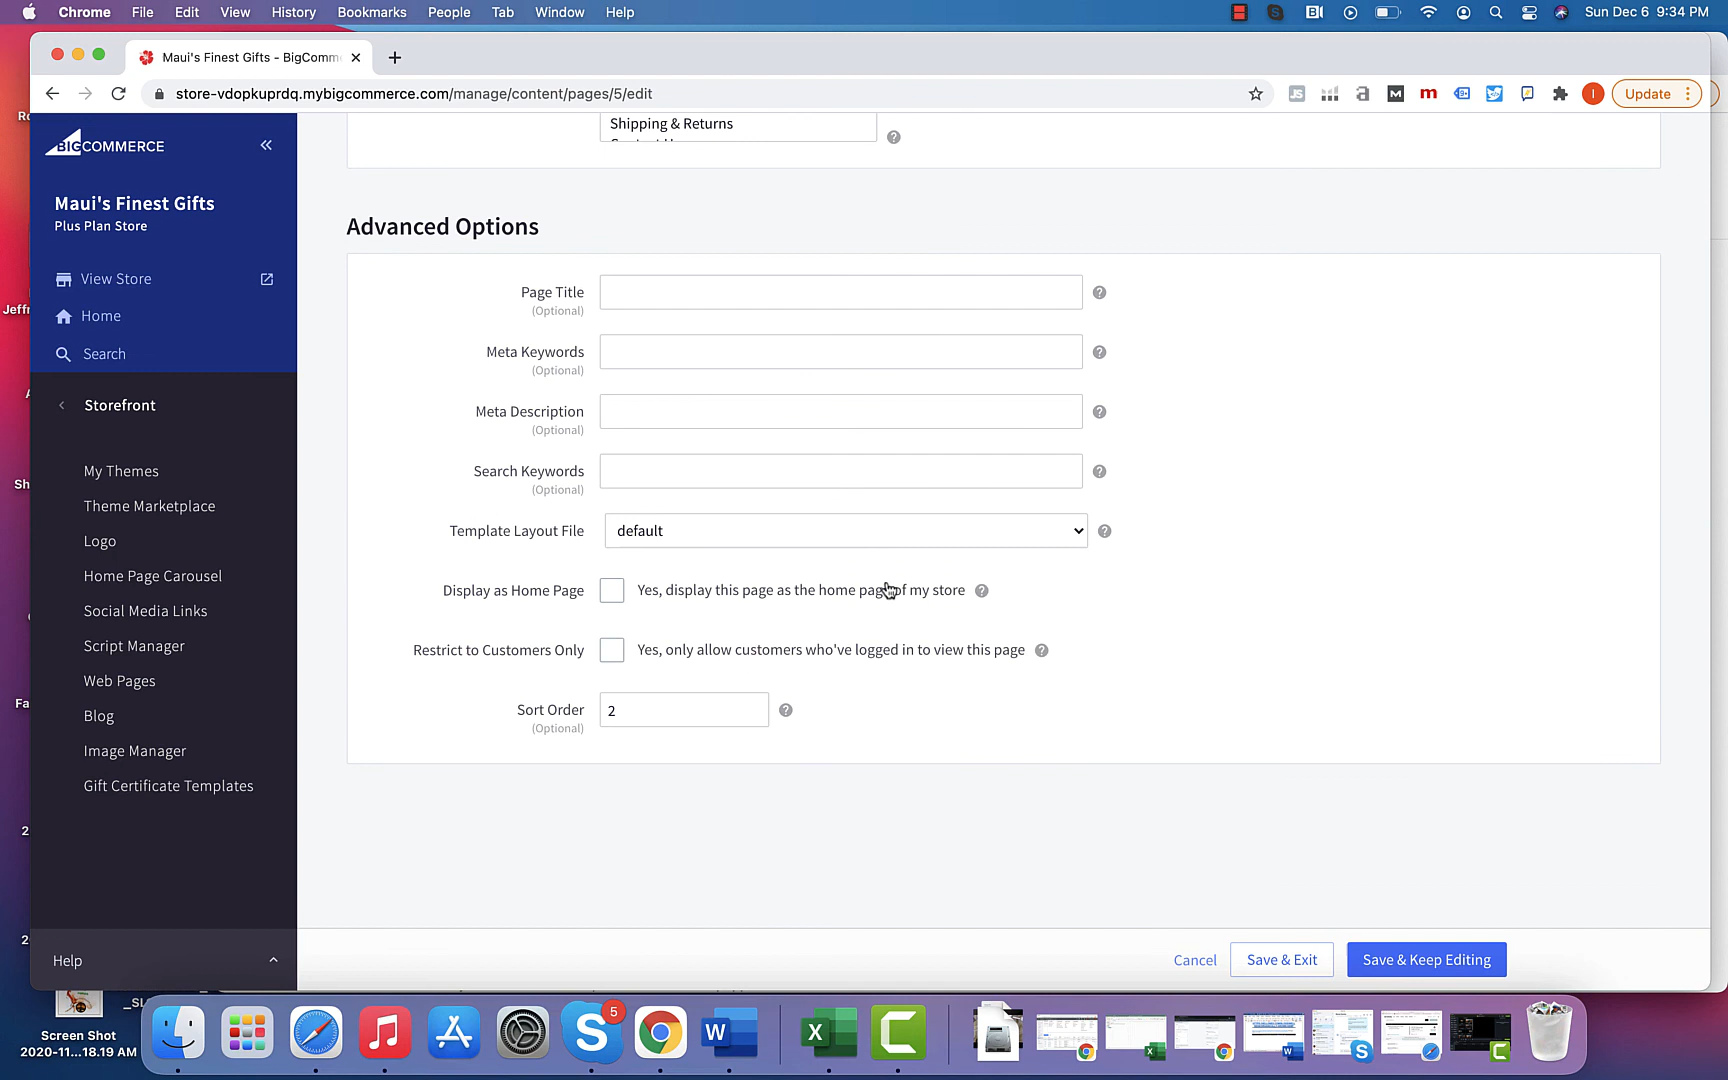 Chrome File Edit View History Bookmarks People Tab Window Help
Sun Dec 6 9:34 PM
Maui's Finest Gifts - BigComm
store-vdopkuprdq.mybigcommerce.com/manage/content/pages/5/edit
Update
BIGCOMMERCE
Maui's Finest Gifts
Plus Plan Store
View Store
Home
Search
Storefront
My Themes
Theme Marketplace
Logo
Home Page Carousel
Social Media Links
Script Manager
Web Pages
Blog
Image Manager
Gift Certificate Templates
Help
Shipping & Returns
Advanced Options
Page Title
(Optional)
Meta Keywords
(Optional)
Meta Description
(Optional)
Search Keywords
(Optional)
Template Layout File default
Display as Home Page Yes, display this page as the home page of my store
Restrict to Customers Only Yes, only allow customers who've logged in to view this page
Sort Order 2
(Optional)
Cancel Save & Exit Save & Keep Editing
Screen Shot
2020-11...18.19 AM
5